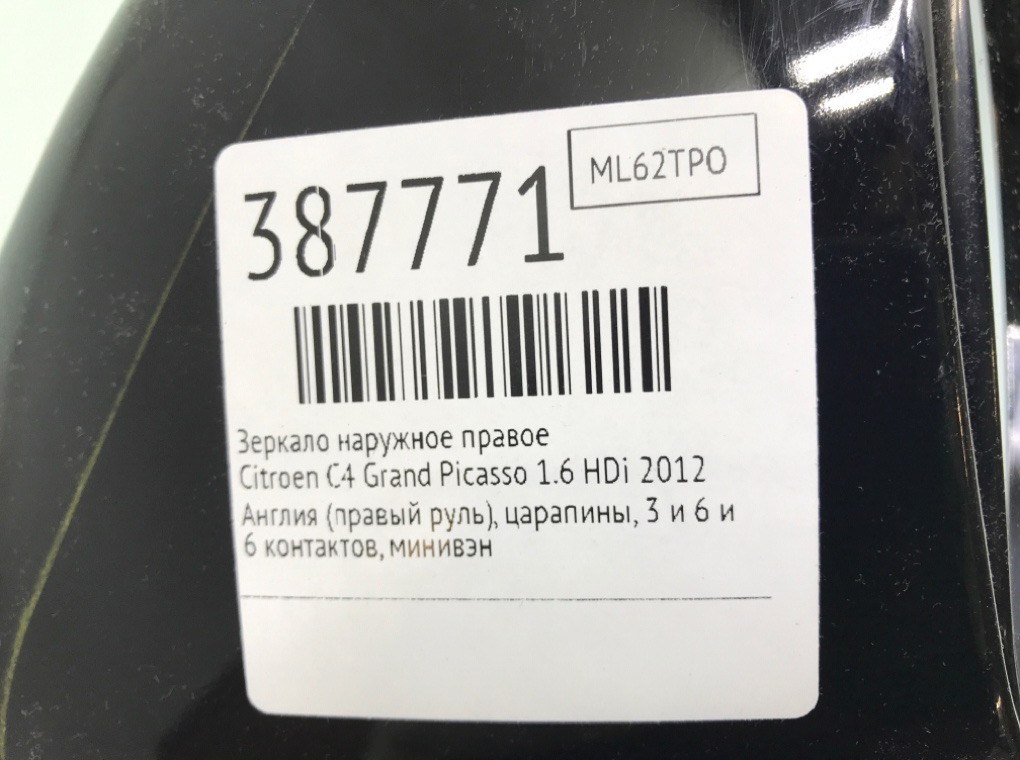 ML62TPO
387771
Зеркало наружное правое
Citroen C4 Grand Picasso 1.6 HDi 2012
Англия (правый руль), царапины, 3 и 6 и
6 контактов, минивэн